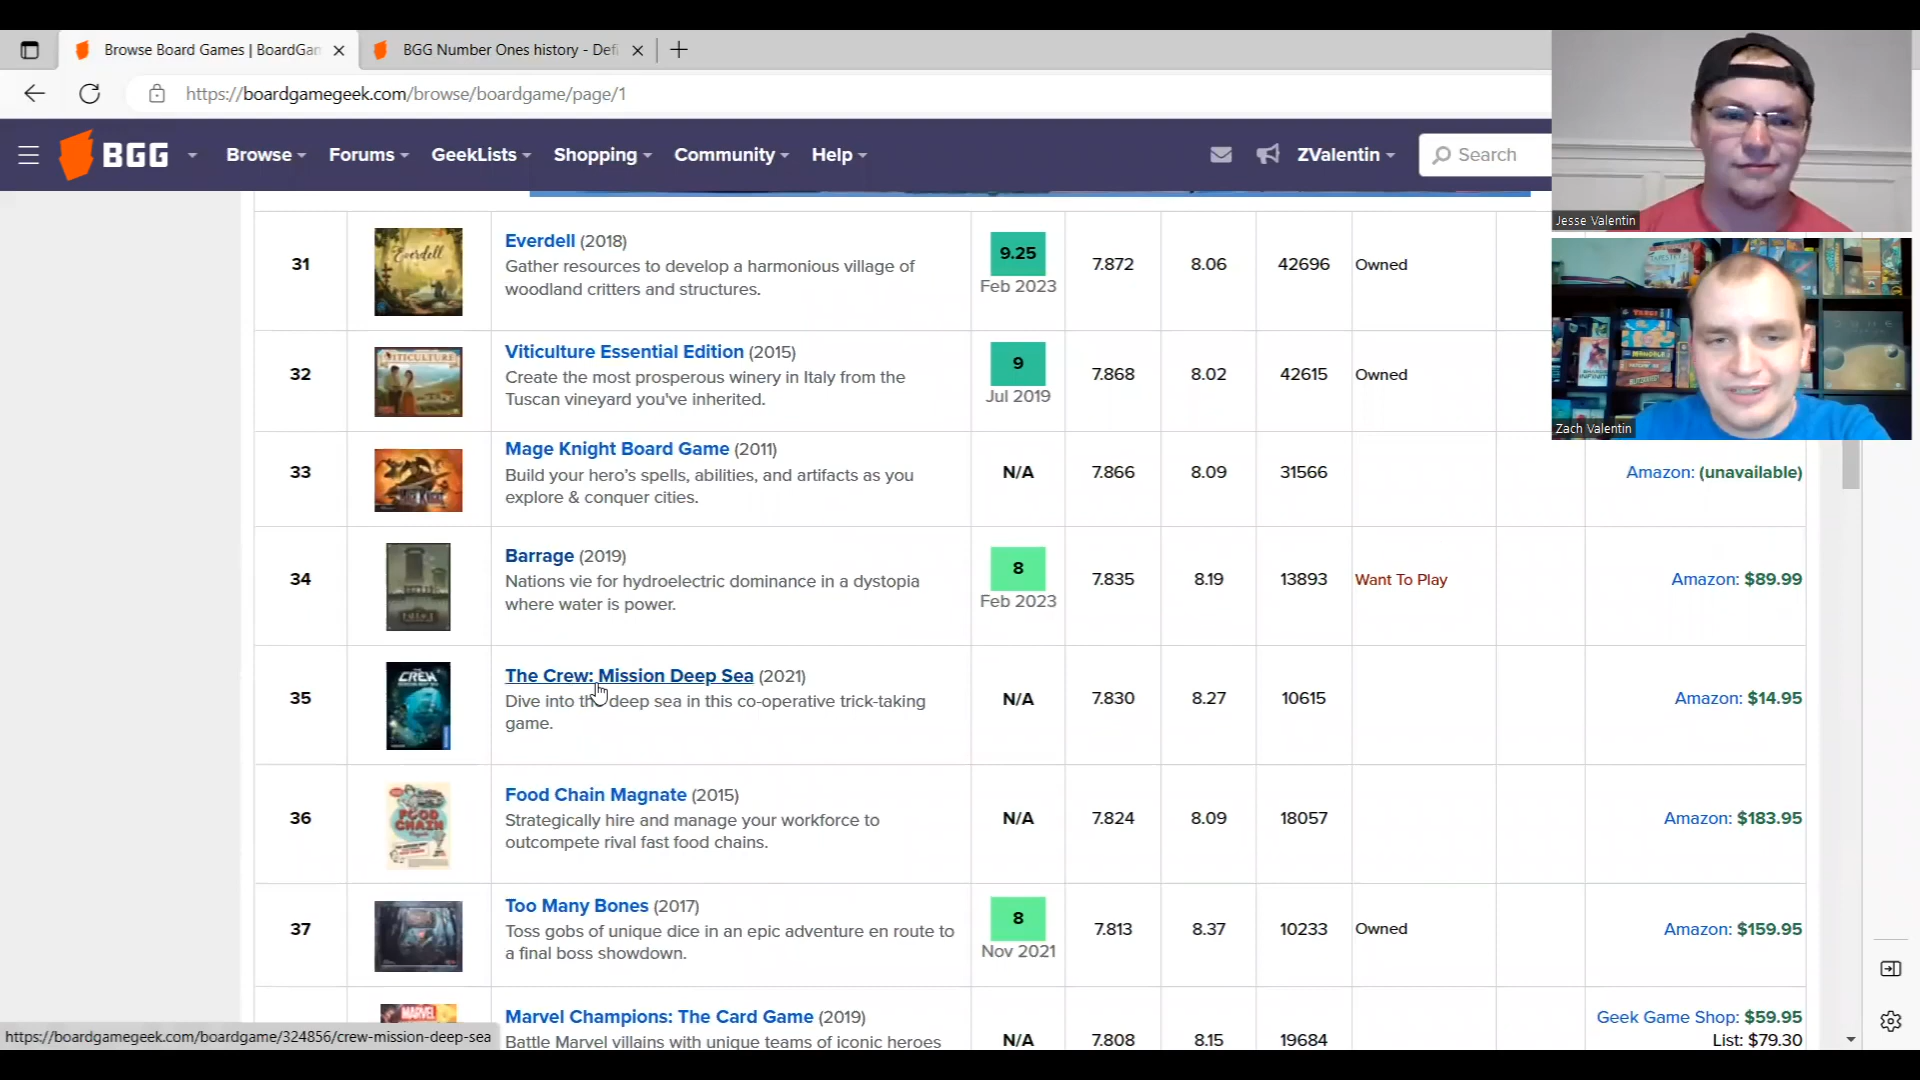 Browse Board Games | BoardGan
BGG Number Ones history - Defi
https://boardgamegeek.com/browse/boardgame/page/1
BGG
Browse
Forums
GeekLists
Shopping
Community
Help
ZValentin
Search
Jesse Valentin
Zach Valentin
31
Everdell
Everdell (2018)
Gather resources to develop a harmonious village of
woodland critters and structures.
9.25
Feb 2023
7.872
8.06
42696
Owned
32
VITICULTURE
Viticulture Essential Edition (2015)
Create the most prosperous winery in Italy from the
Tuscan vineyard you've inherited.
9
Jul 2019
7.868
8.02
42615
Owned
33
MAGE KNIGHT
Mage Knight Board Game (2011)
Build your hero's spells, abilities, and artifacts as you
explore & conquer cities.
N/A
7.866
8.09
31566
Amazon: (unavailable)
34
Barrage (2019)
Nations vie for hydroelectric dominance in a dystopia
where water is power.
8
Feb 2023
7.835
8.19
13893
Want To Play
Amazon: $89.99
35
THE CREW
The Crew: Mission Deep Sea (2021)
Dive into the deep sea in this co-operative trick-taking
game.
N/A
7.830
8.27
10615
Amazon: $14.95
36
FOOD CHAIN
Food Chain Magnate (2015)
Strategically hire and manage your workforce to
outcompete rival fast food chains.
N/A
7.824
8.09
18057
Amazon: $183.95
37
Too Many Bones (2017)
Toss gobs of unique dice in an epic adventure en route to
a final boss showdown.
8
Nov 2021
7.813
8.37
10233
Owned
Amazon: $159.95
MARVEL
Marvel Champions: The Card Game (2019)
Battle Marvel villains with unique teams of iconic heroes
N/A
7.808
8.15
19684
Geek Game Shop: $59.95
List: $79.30
https://boardgamegeek.com/boardgame/324856/crew-mission-deep-sea